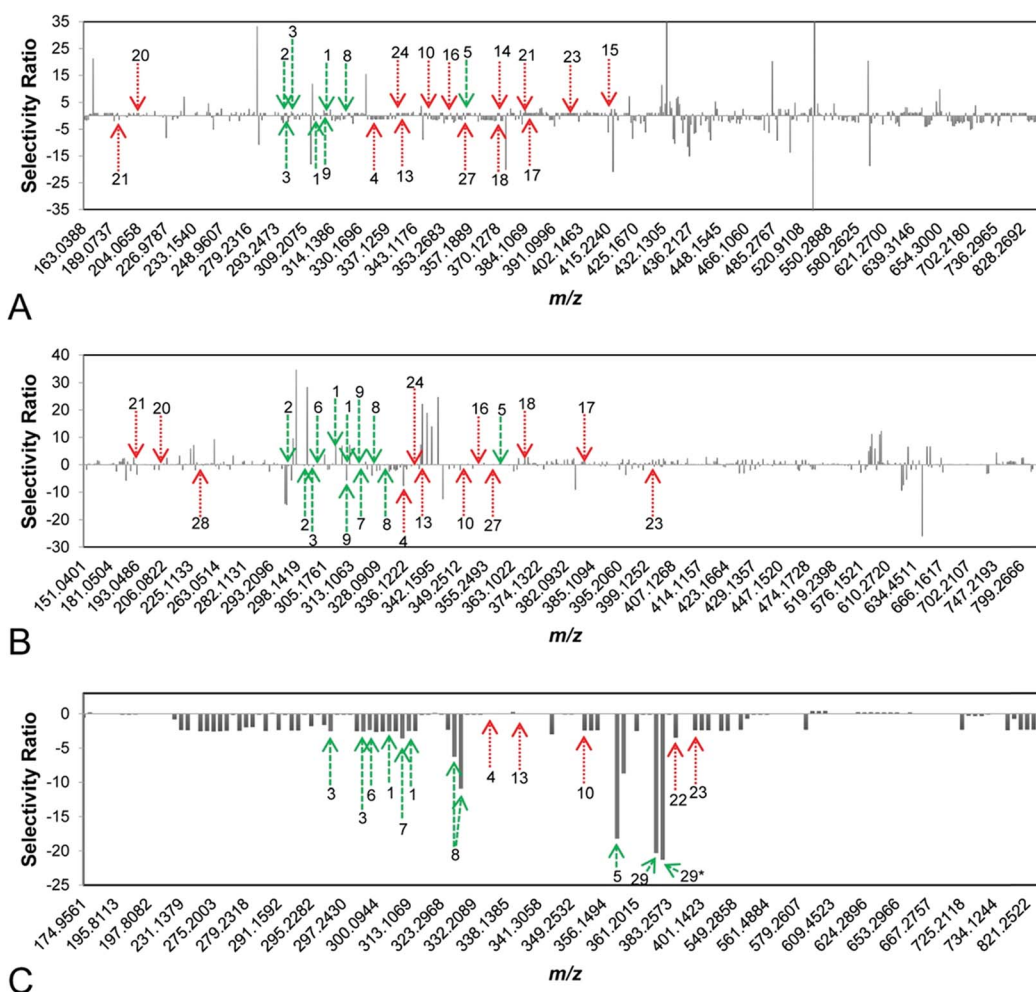 35
25
15
5
-5
-15
-25
-35
Selectivity Ratio
20 3 2 1 8 24 10 16 5 14 21 23 15
21 3 1 9 4 13 27 18 17
163.0388 189.0737 204.0658 226.9787 233.1540 248.9607 279.2316 293.2473 309.2075 314.1386 330.1696 337.1259 343.1176 353.2683 357.1889 370.1278 384.1069 391.0996 402.1463 415.2240 425.1670 432.1305 436.2127 448.1545 466.1060 485.2767 520.9108 550.2888 580.2625 621.2700 639.3146 654.3000 702.2180 736.2965 828.2692
m/z
A
40
30
20
10
0
-10
-20
-30
Selectivity Ratio
21 20 2 6 1 1 9 8 24 16 5 18 17
28 2 3 9 7 8 4 13 10 27 23
151.0401 181.0504 193.0486 206.0822 225.1133 263.0514 282.1131 293.2096 298.1419 305.1761 313.1063 328.0909 336.1222 342.1595 349.2512 355.2493 363.1022 374.1322 382.0932 385.1094 395.2060 399.1252 407.1268 414.1157 423.1664 429.1357 447.1520 474.1728 519.2398 576.1521 610.2720 634.4511 666.1617 702.2107 747.2193 799.2666
m/z
B
0
-5
-10
-15
-20
-25
Selectivity Ratio
3 3 6 1 7 1 8 4 13 10 5 29 29* 22 23
174.9561 195.8113 197.8082 231.1379 275.2003 279.2318 291.1592 295.2282 297.2430 300.0944 313.1069 323.2968 332.2089 338.1385 341.3058 349.2532 356.1494 361.2015 383.2573 401.1423 549.2858 561.4884 579.2607 609.4523 624.2896 653.2966 667.2757 725.2118 734.1244 821.2522
m/z
C